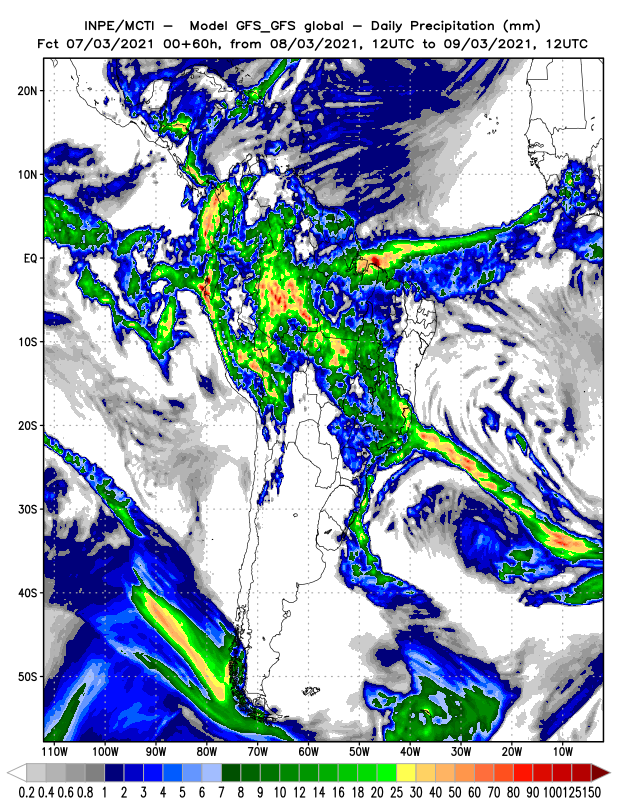 INPE/MCTI – Model GFS_GFS global – Daily Precipitation (mm)
Fct 07/03/2021 00+60h, from 08/03/2021, 12UTC to 09/03/2021, 12UTC
20N
10N
EQ
10S
20S
30S
40S
50S
110W 100W 90W 80W 70W 60W 50W 40W 30W 20W 10W
0.2 0.4 0.6 0.8 1 2 3 4 5 6 7 8 9 10 12 14 16 18 20 25 30 40 50 60 70 80 90 100 125 150